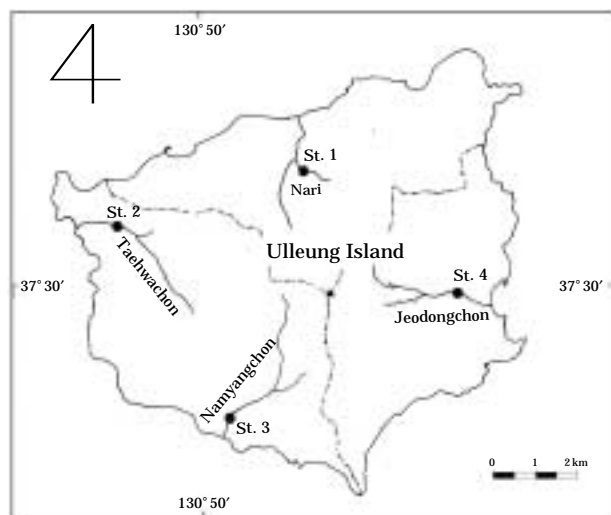 130°50′
St. 1
Nari
St. 2
Taehwachon
Ulleung Island
37°30′
St. 4
37°30′
Jeodongchon
Namyangchon
St. 3
0 1 2 km
130°50′